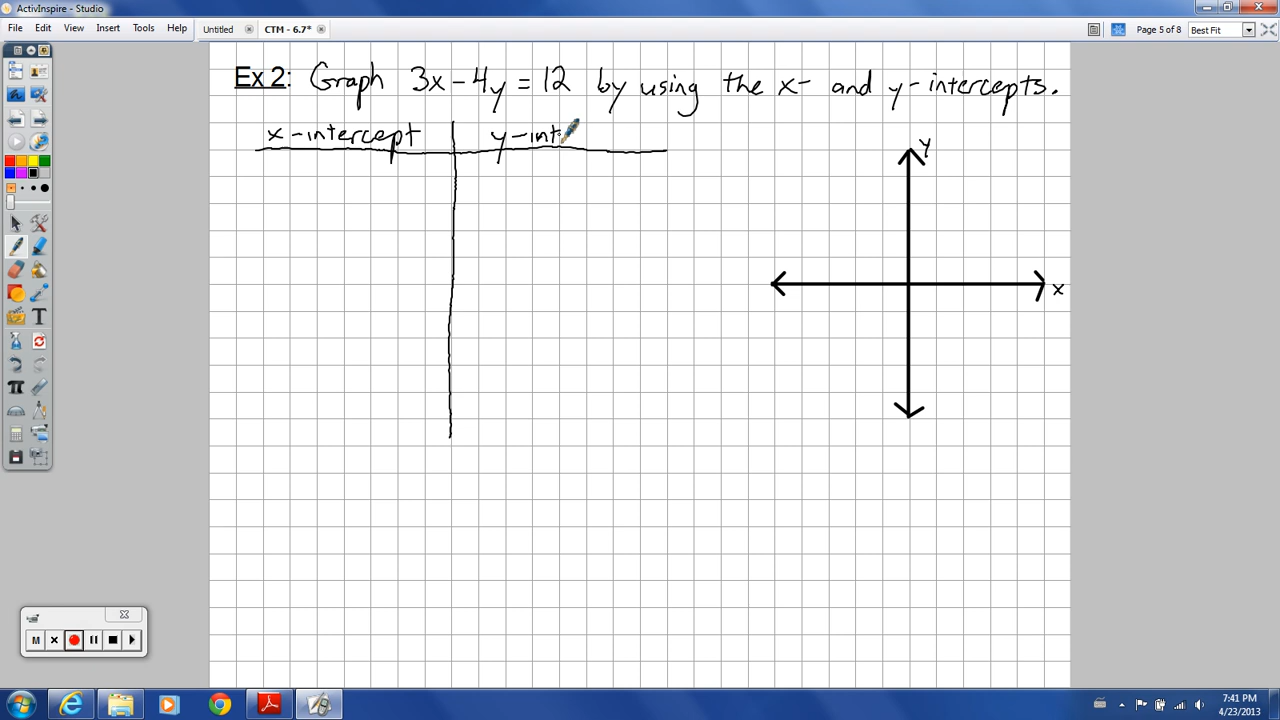 ActivInspire - Studio
File Edit View Insert Tools Help Untitled CTM - 6.7* Page 5 of 8 Best Fit
Ex 2: Graph 3x - 4y = 12 by using the x- and y-intercepts.
x-intercept y-int
y
x
M
7:41 PM
4/23/2013